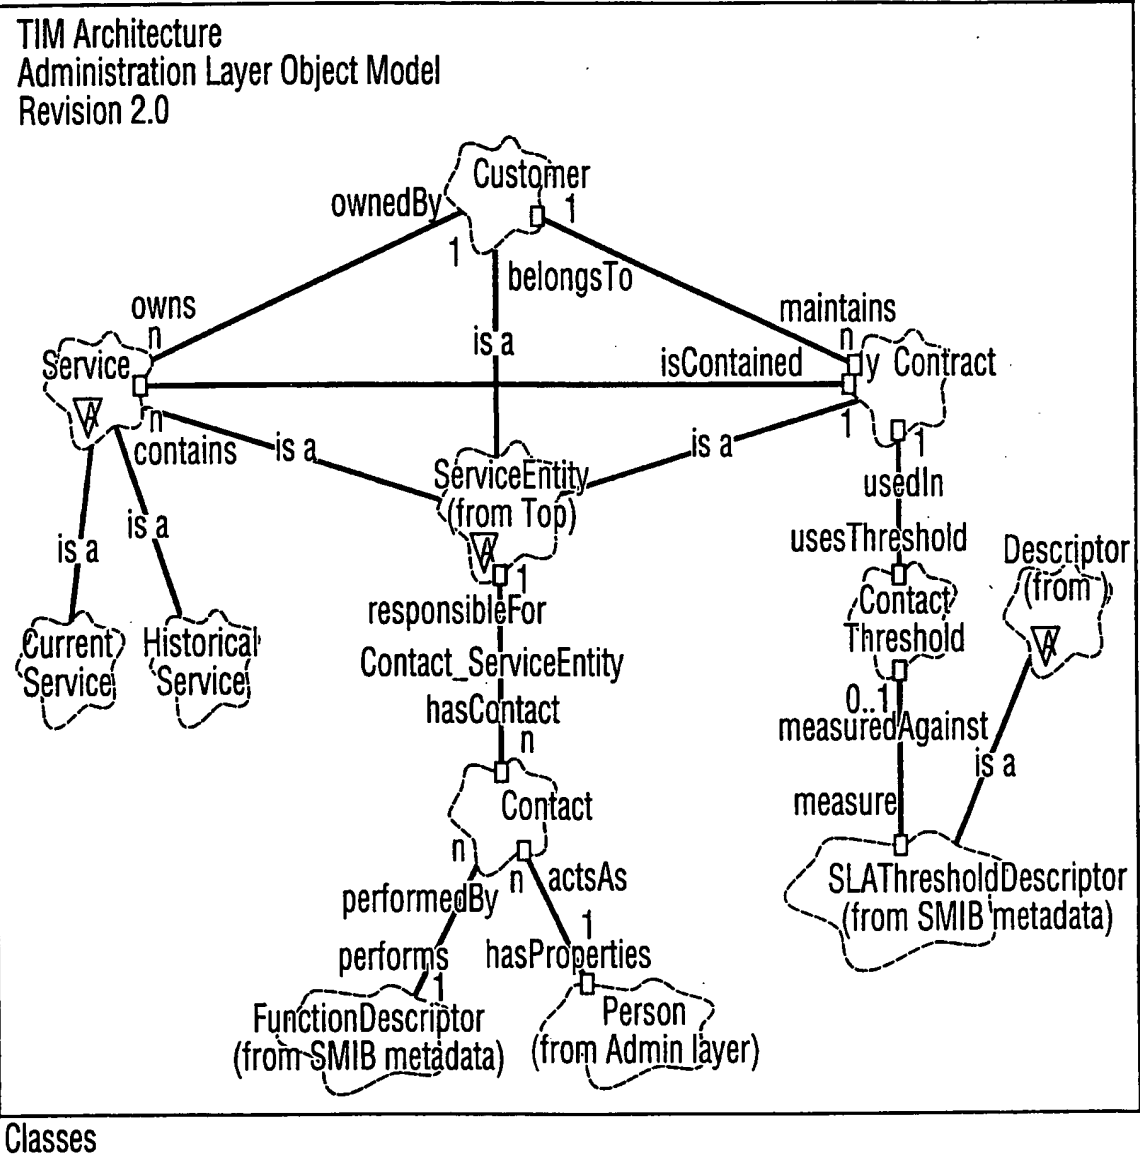 TIM Architecture
Administration Layer Object Model
Revision 2.0
Customer
ownedBy
1
1
belongsTo
owns
n
maintains
n
is a
Service
isContained
y Contract
A
n
contains
is a
is a
1
1
ServiceEntity
(from Top)
A
usedIn
is a
is a
usesThreshold
Descriptor
(from )
A
1
responsibleFor
Contact
Threshold
Current
Service
Historical
Service
Contact_ServiceEntity
hasContact
n
0..1
measuredAgainst
is a
Contact
measure
n
n
actsAs
performedBy
SLAThresholdDescriptor
(from SMIB metadata)
1
performs
hasProperties
1
FunctionDescriptor
(from SMIB metadata)
Person
(from Admin layer)
Classes